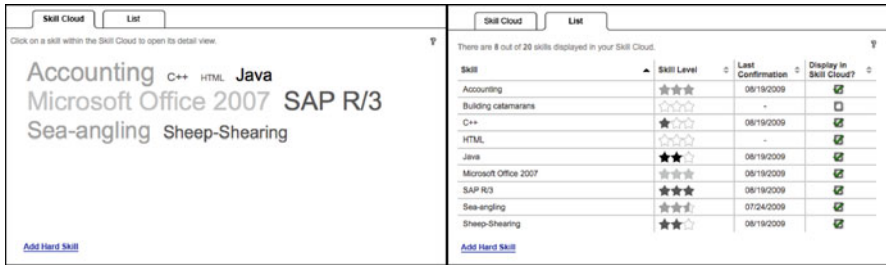 Skill Cloud
List
Click on a skill within the Skill Cloud to open its detail view.
?
Accounting C++ HTML Java
Microsoft Office 2007 SAP R/3
Sea-angling Sheep-Shearing
Add Hard Skill
Skill Cloud
List
There are 8 out of 20 skills displayed in your Skill Cloud.
?
Skill Skill Level Last Confirmation Display in Skill Cloud?
Accounting 08/19/2009
Building catamarans -
C++ 08/19/2009
HTML -
Java 08/19/2009
Microsoft Office 2007 08/19/2009
SAP R/3 08/19/2009
Sea-angling 07/24/2009
Sheep-Shearing 08/19/2009
Add Hard Skill